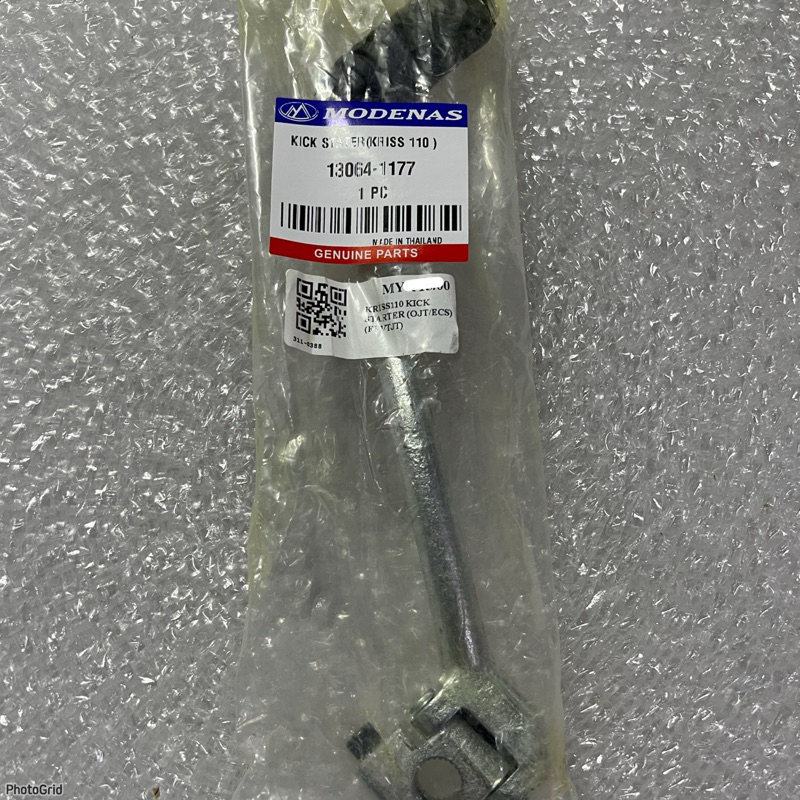 MODENAS
KICK (KRISS 110 )
13064-1177
1 PC
MADE IN THAILAND
GENUINE PARTS
KRISS110 KICK
STARTER (OJT/ECS)
PhotoGrid